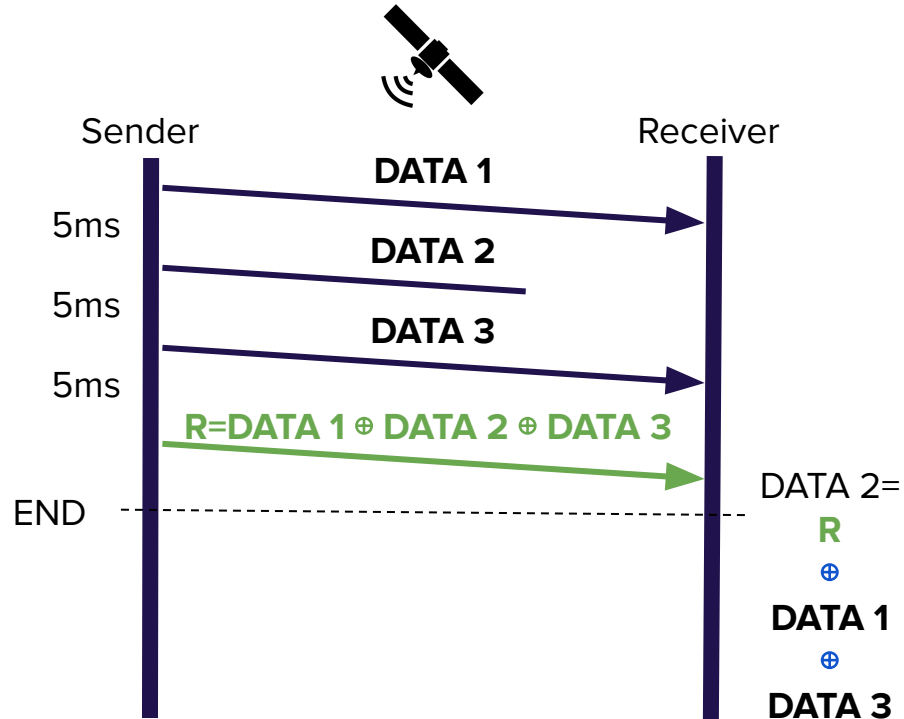 Sender
Receiver
DATA 1
5ms
DATA 2
5ms
DATA 3
5ms
R=DATA 1 ⊕ DATA 2 ⊕ DATA 3
END
DATA 2=
R
⊕
DATA 1
⊕
DATA 3